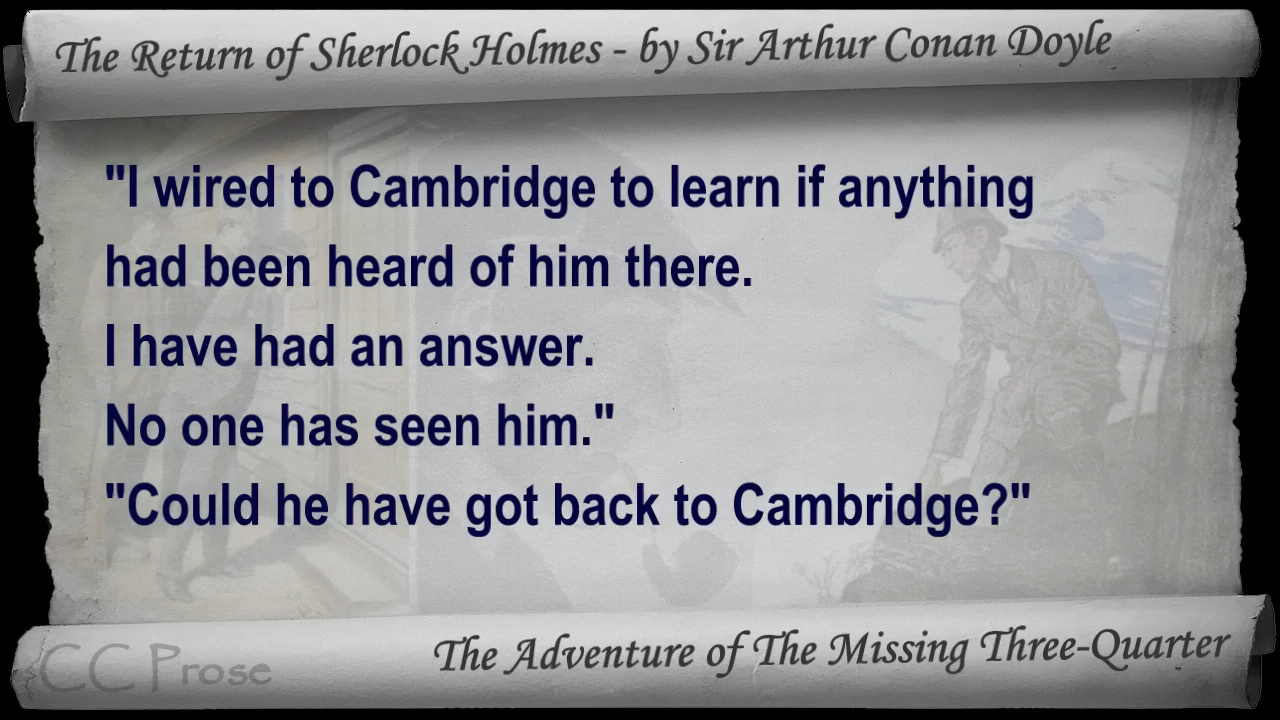 The Return of Sherlock Holmes - by Sir Arthur Conan Doyle
"I wired to Cambridge to learn if anything
had been heard of him there.
I have had an answer.
No one has seen him."
"Could he have got back to Cambridge?"
CC Prose
The Adventure of The Missing Three-Quarter